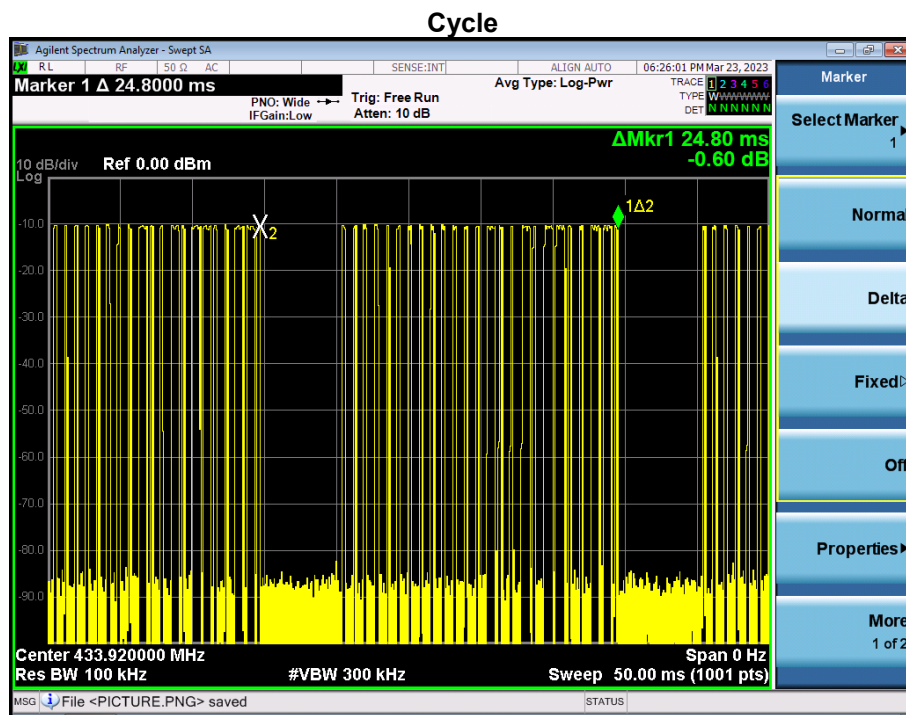 Cycle
Agilent Spectrum Analyzer - Swept SA
LXI RL RF 50 Ω AC SENSE:INT ALIGN AUTO 06:26:01 PM Mar 23, 2023
Marker 1 Δ 24.8000 ms
PNO: Wide
IFGain:Low
Trig: Free Run
Atten: 10 dB
Avg Type: Log-Pwr
TRACE 1 2 3 4 5 6
TYPE WWWWWW
DET N N N N N N
ΔMkr1 24.80 ms
-0.60 dB
10 dB/div Ref 0.00 dBm
Log
1Δ2
2
-10.0
-20.0
-30.0
-40.0
-50.0
-60.0
-70.0
-80.0
-90.0
Center 433.920000 MHz Span 0 Hz
Res BW 100 kHz #VBW 300 kHz Sweep 50.00 ms (1001 pts)
MSG File <PICTURE.PNG> saved STATUS
Marker
Select Marker
1
Normal
Delta
Fixed
Off
Properties
More
1 of 2